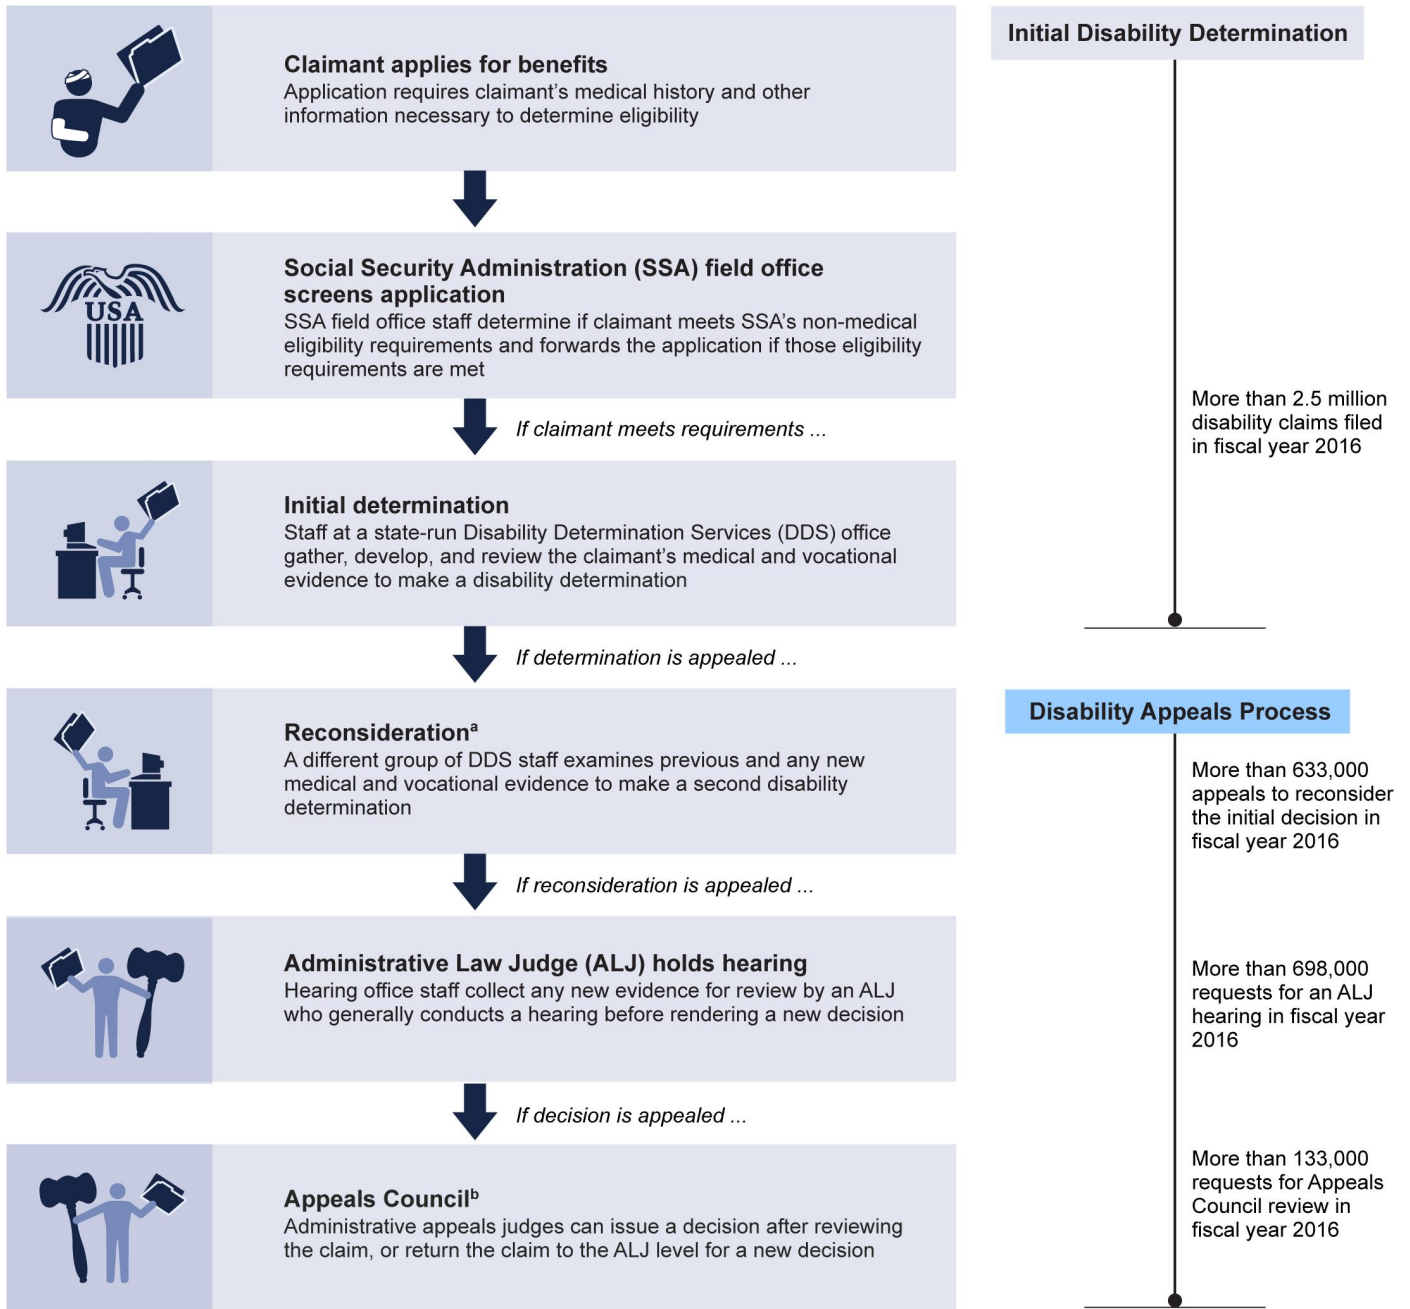 Claimant applies for benefits
Application requires claimant's medical history and other
information necessary to determine eligibility
USA
Social Security Administration (SSA) field office
screens application
SSA field office staff determine if claimant meets SSA's non-medical
eligibility requirements and forwards the application if those eligibility
requirements are met
If claimant meets requirements ...
Initial determination
Staff at a state-run Disability Determination Services (DDS) office
gather, develop, and review the claimant's medical and vocational
evidence to make a disability determination
If determination is appealed ...
Reconsiderationᵃ
A different group of DDS staff examines previous and any new
medical and vocational evidence to make a second disability
determination
If reconsideration is appealed ...
Administrative Law Judge (ALJ) holds hearing
Hearing office staff collect any new evidence for review by an ALJ
who generally conducts a hearing before rendering a new decision
If decision is appealed ...
Appeals Councilᵇ
Administrative appeals judges can issue a decision after reviewing
the claim, or return the claim to the ALJ level for a new decision
Initial Disability Determination
More than 2.5 million
disability claims filed
in fiscal year 2016
Disability Appeals Process
More than 633,000
appeals to reconsider
the initial decision in
fiscal year 2016
More than 698,000
requests for an ALJ
hearing in fiscal year
2016
More than 133,000
requests for Appeals
Council review in
fiscal year 2016